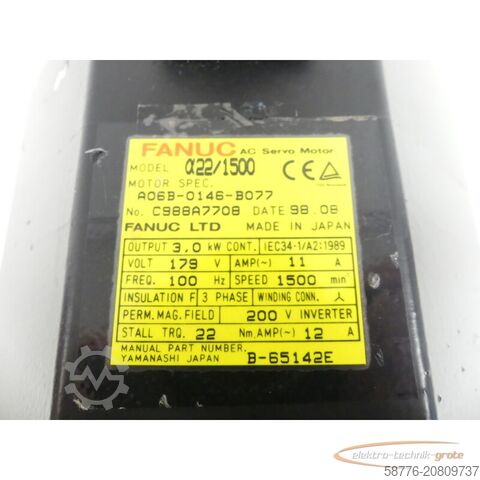 FANUC AC Servo Motor
MODEL α22/1500
CE
MOTOR SPEC.
A06B-0146-B077
No. C988A7708 DATE 98.08
FANUC LTD MADE IN JAPAN
OUTPUT 3.0 kW CONT. IEC34-1/A2:1989
VOLT 179 V AMP(~) 11 A
FREQ. 100 Hz SPEED 1500 min
INSULATION F 3 PHASE WINDING CONN.
PERM.MAG.FIELD 200 V INVERTER
STALL TRQ. 22 Nm,AMP(~) 12 A
MANUAL PART NUMBER.
YAMANASHI JAPAN B-65142E
elektro-technik-grote
58776-20809737